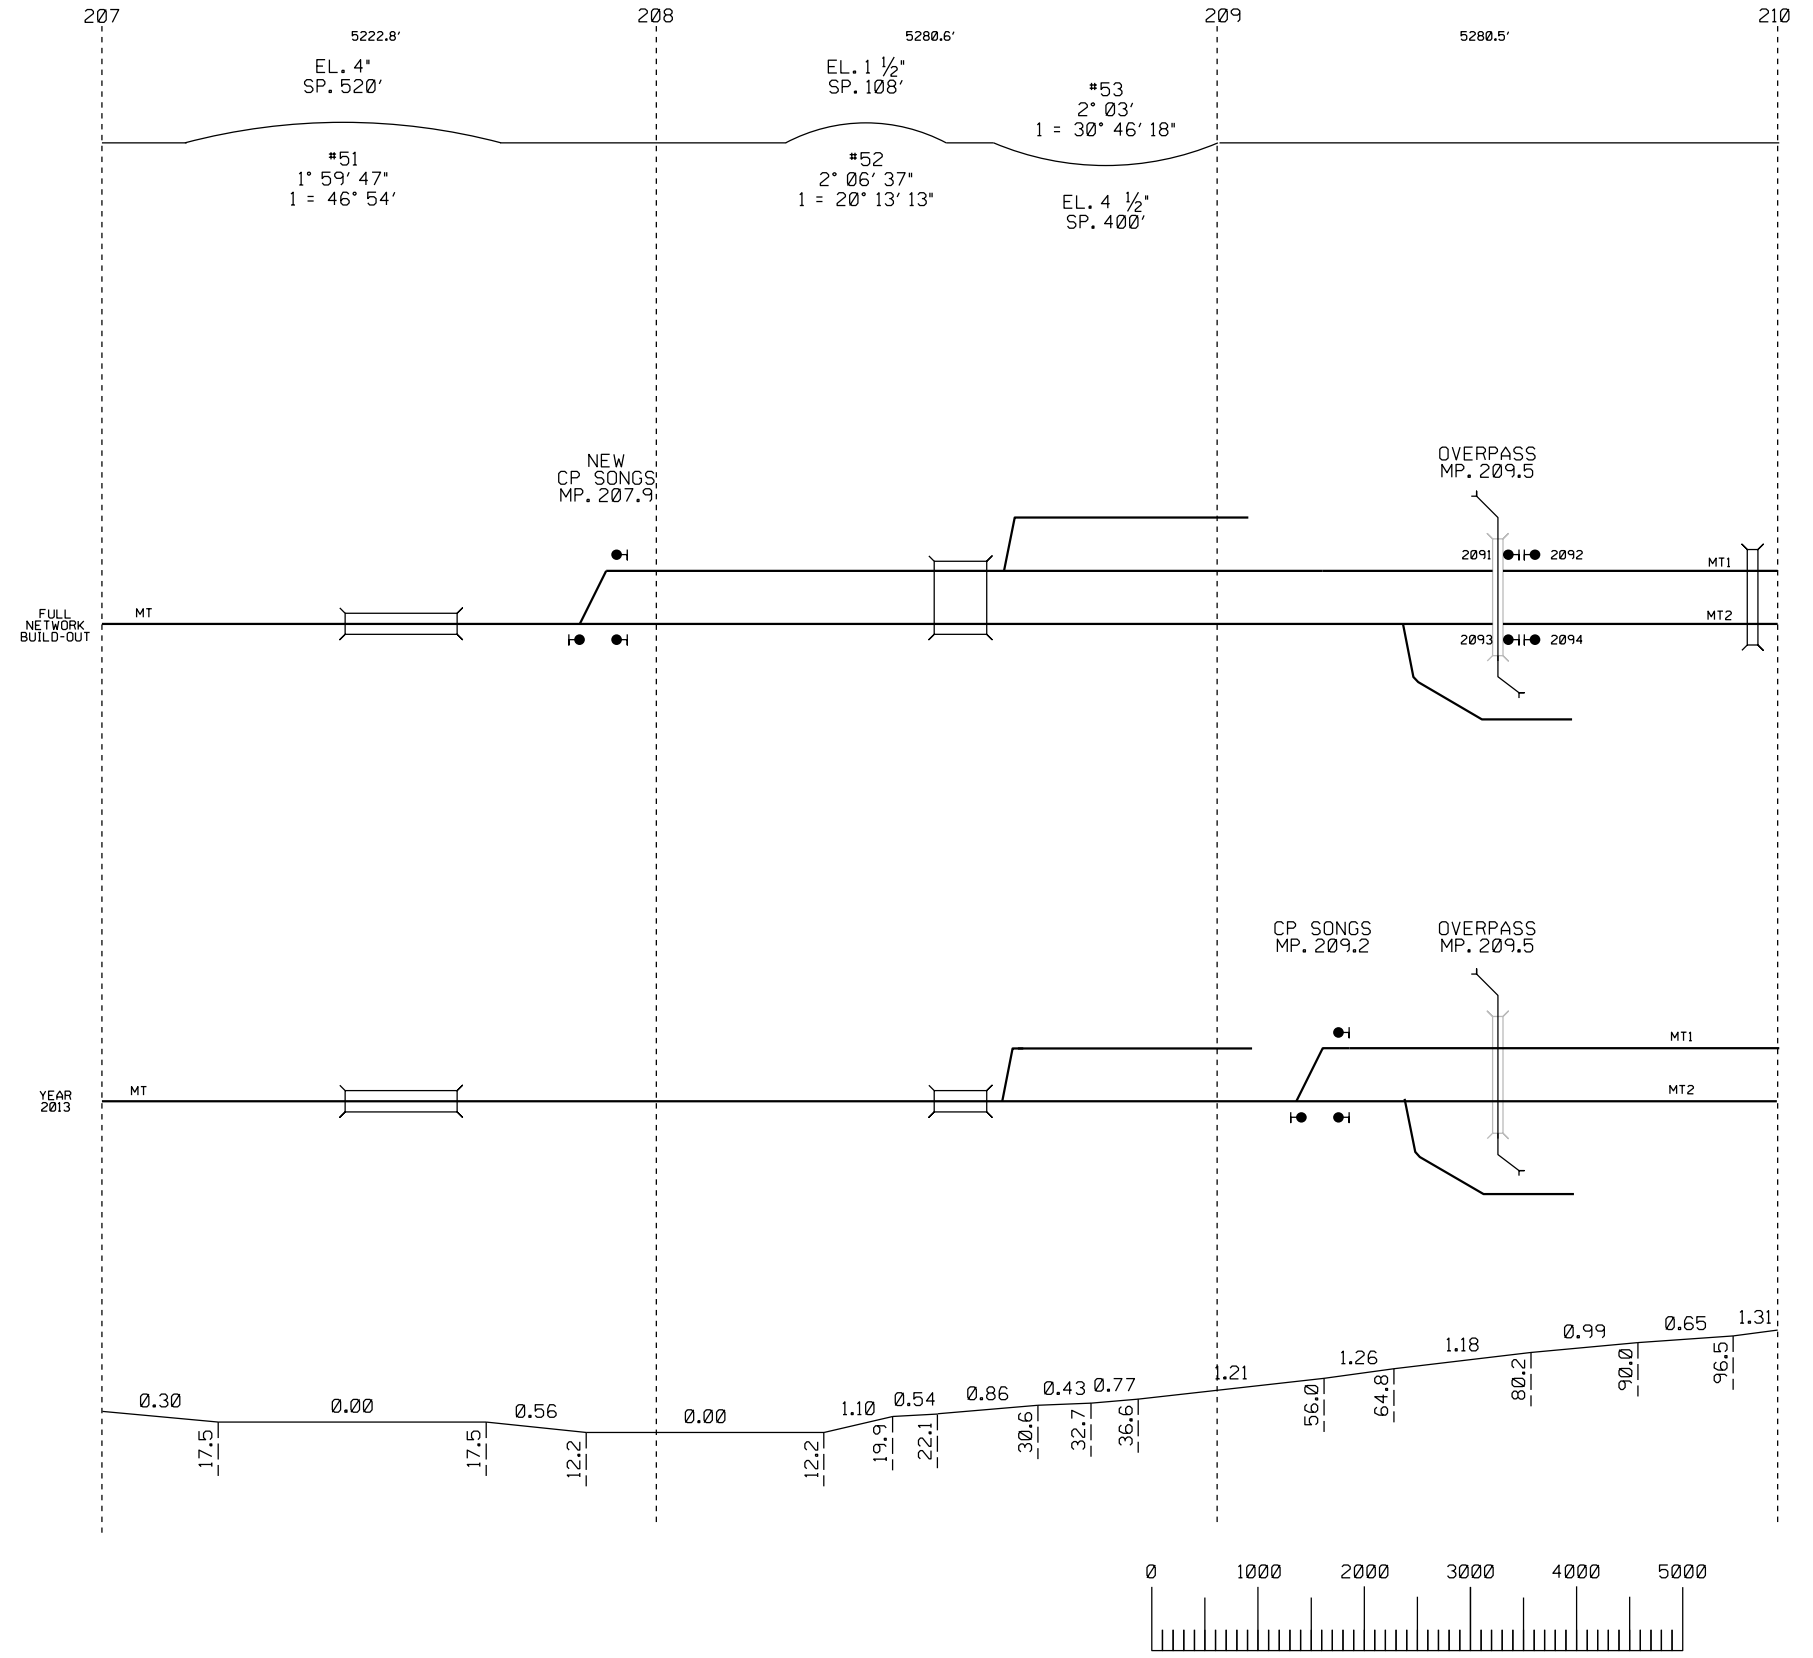 207
208
209
210
5222.8'
5280.6'
5280.5'
EL. 4"
SP. 520'
EL. 1 ½"
SP. 108'
#53
2° 03'
1 = 30° 46' 18"
#51
1° 59' 47"
1 = 46° 54'
#52
2° 06' 37"
1 = 20° 13' 13"
EL. 4 ½"
SP. 400'
NEW
CP SONGS
MP. 207.9
OVERPASS
MP. 209.5
2091
2092
MT1
FULL
NETWORK
BUILD-OUT
MT
MT2
2093
2094
CP SONGS
MP. 209.2
OVERPASS
MP. 209.5
MT1
YEAR
2013
MT
MT2
0.30
0.00
0.56
0.00
1.10
0.54
0.86
0.43
0.77
1.21
1.26
1.18
0.99
0.65
1.31
17.5
17.5
12.2
12.2
19.9
22.1
30.6
32.7
36.6
56.0
64.8
80.2
90.0
96.5
0
1000
2000
3000
4000
5000